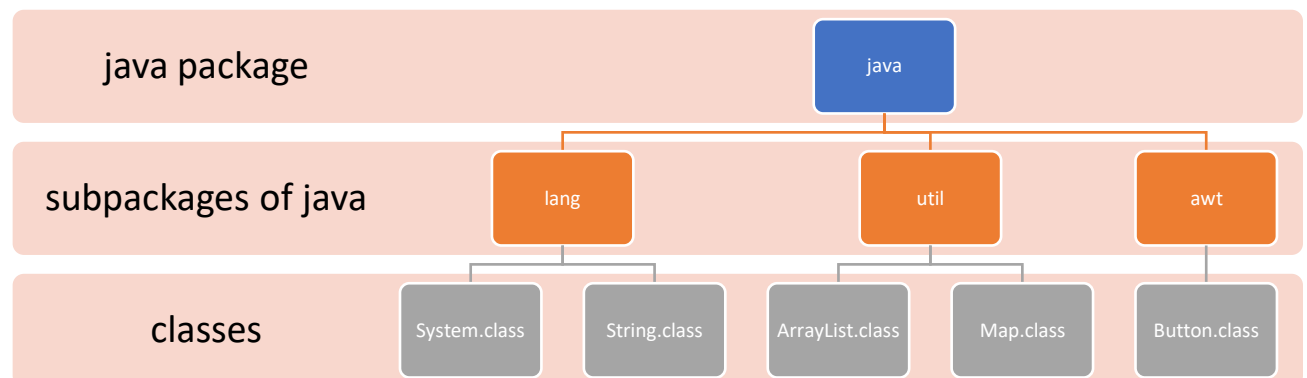 java package
java
subpackages of java
lang
util
awt
classes
System.class
String.class
ArrayList.class
Map.class
Button.class